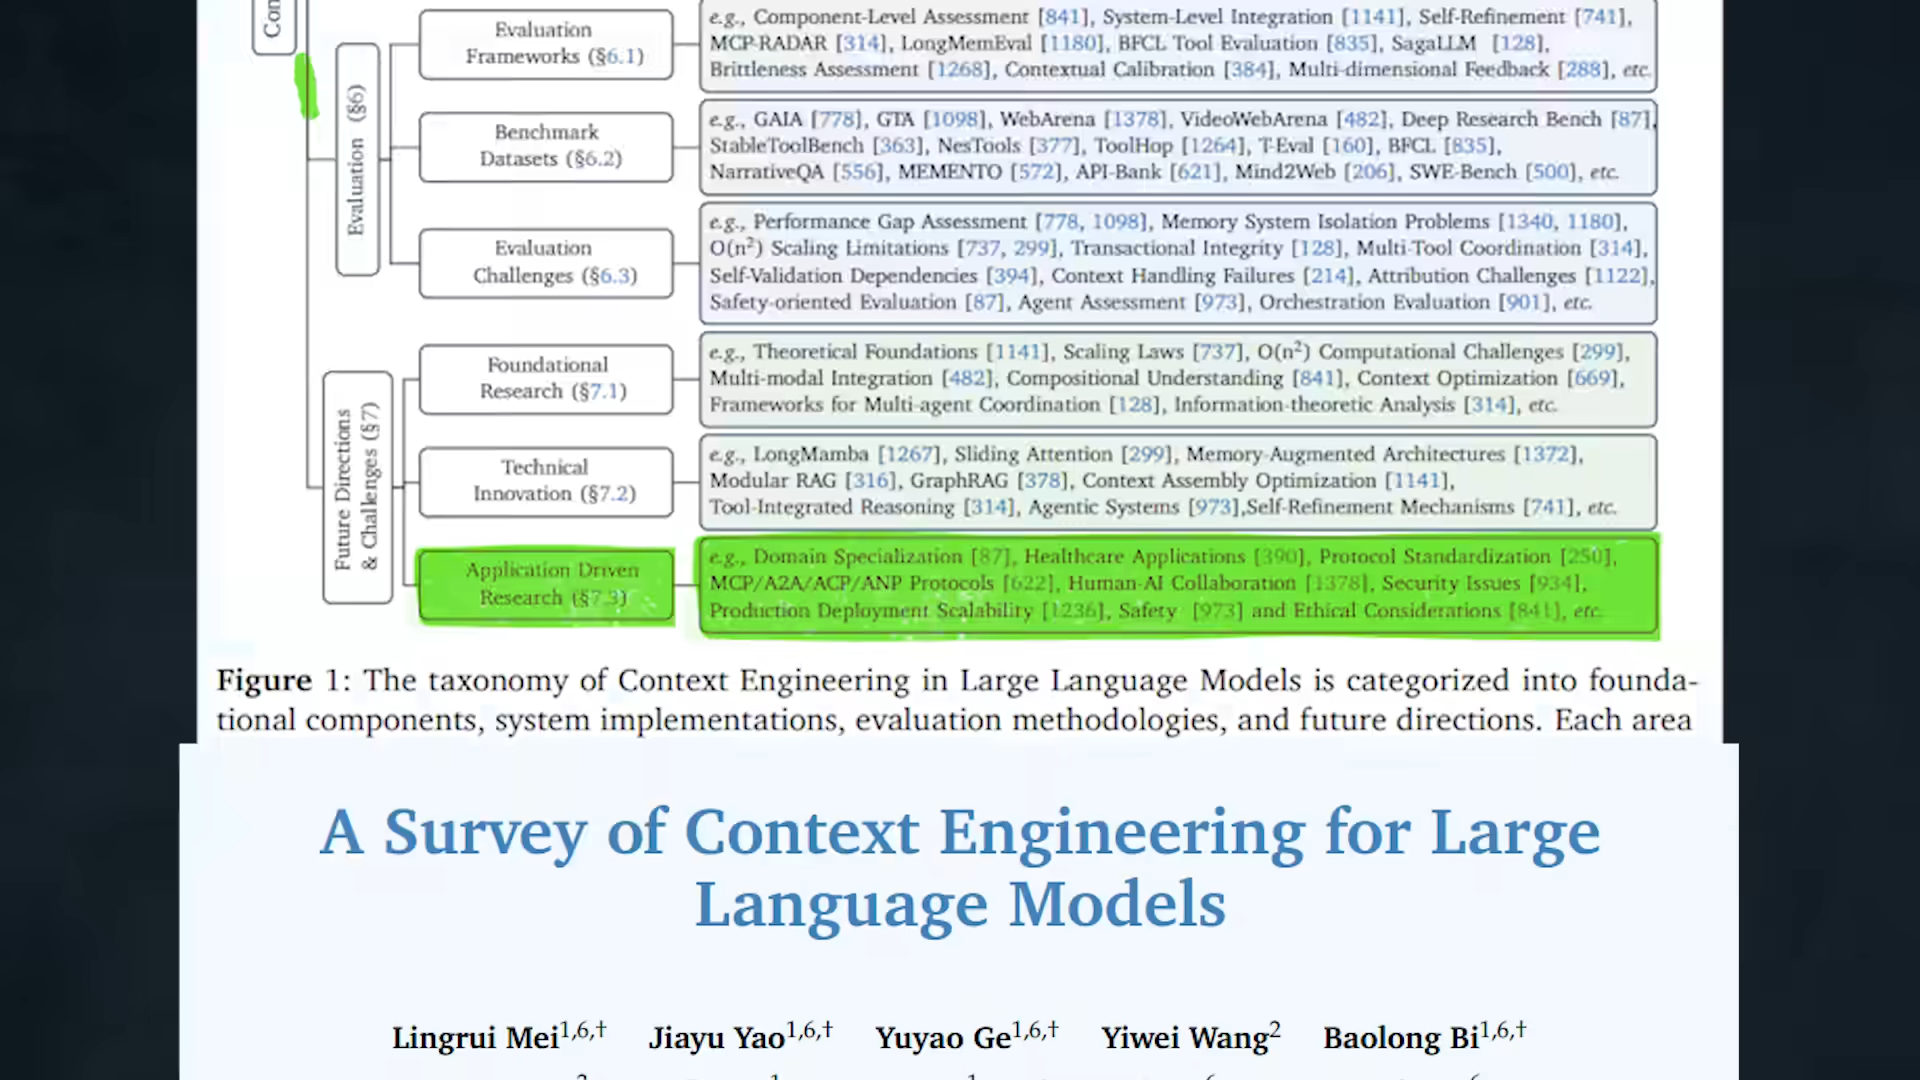 Con
Evaluation (§6)
Evaluation
Frameworks (§6.1)
e.g., Component-Level Assessment [841], System-Level Integration [1141], Self-Refinement [741],
MCP-RADAR [314], LongMemEval [1180], BFCL Tool Evaluation [835], SagaLLM [128],
Brittleness Assessment [1268], Contextual Calibration [384], Multi-dimensional Feedback [288], etc.
Benchmark
Datasets (§6.2)
e.g., GAIA [778], GTA [1098], WebArena [1378], VideoWebArena [482], Deep Research Bench [87],
StableToolBench [363], NesTools [377], ToolHop [1264], T-Eval [160], BFCL [835],
NarrativeQA [556], MEMENTO [572], API-Bank [621], Mind2Web [206], SWE-Bench [500], etc.
Evaluation
Challenges (§6.3)
e.g., Performance Gap Assessment [778, 1098], Memory System Isolation Problems [1340, 1180],
O(n²) Scaling Limitations [737, 299], Transactional Integrity [128], Multi-Tool Coordination [314],
Self-Validation Dependencies [394], Context Handling Failures [214], Attribution Challenges [1122],
Safety-oriented Evaluation [87], Agent Assessment [973], Orchestration Evaluation [901], etc.
Future Directions
& Challenges (§7)
Foundational
Research (§7.1)
e.g., Theoretical Foundations [1141], Scaling Laws [737], O(n²) Computational Challenges [299],
Multi-modal Integration [482], Compositional Understanding [841], Context Optimization [669],
Frameworks for Multi-agent Coordination [128], Information-theoretic Analysis [314], etc.
Technical
Innovation (§7.2)
e.g., LongMamba [1267], Sliding Attention [299], Memory-Augmented Architectures [1372],
Modular RAG [316], GraphRAG [378], Context Assembly Optimization [1141],
Tool-Integrated Reasoning [314], Agentic Systems [973],Self-Refinement Mechanisms [741], etc.
Application Driven
Research (§7.3)
e.g., Domain Specialization [87], Healthcare Applications [390], Protocol Standardization [250],
MCP/A2A/ACP/ANP Protocols [622], Human-AI Collaboration [1378], Security Issues [934],
Production Deployment Scalability [1236], Safety [973] and Ethical Considerations [841], etc.
Figure 1: The taxonomy of Context Engineering in Large Language Models is categorized into founda-
tional components, system implementations, evaluation methodologies, and future directions. Each area
A Survey of Context Engineering for Large
Language Models
Lingrui Mei1,6,† Jiayu Yao1,6,† Yuyao Ge1,6,† Yiwei Wang2 Baolong Bi1,6,†